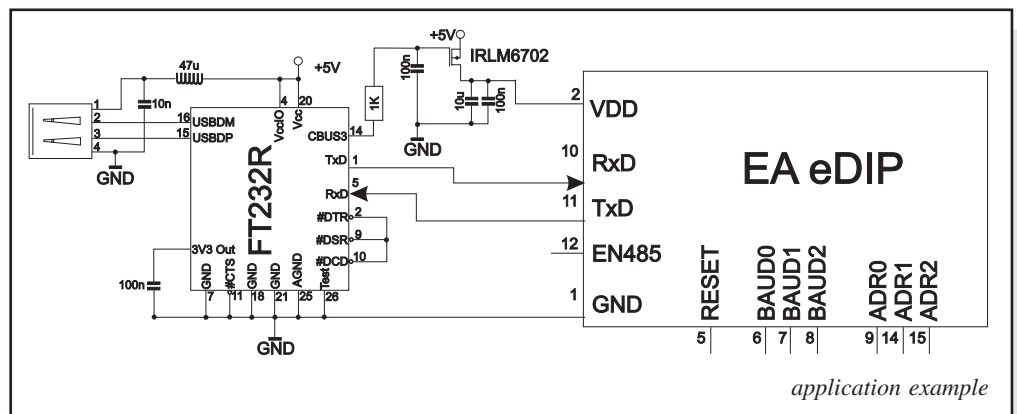 +5V
IRLM6702
47u
+5V
100n
1K
10u
100n
2
VDD
1
10n
4
20
2
16
USBDM
VccIO
Vcc
3
15
USBDP
CBUS3
14
4
GND
TxD
1
GND
10
RxD
EA eDIP
FT232R
RxD
5
11
TxD
#DTR
2
#DSR
9
12
EN485
3V3 Out
#DCD
10
100n
GND
#CTS
GND
GND
AGND
Test
7
11
18
21
25
26
1
GND
RESET
BAUD0
BAUD1
BAUD2
ADR0
ADR1
ADR2
GND
5
6
7
8
9
14
15
application example